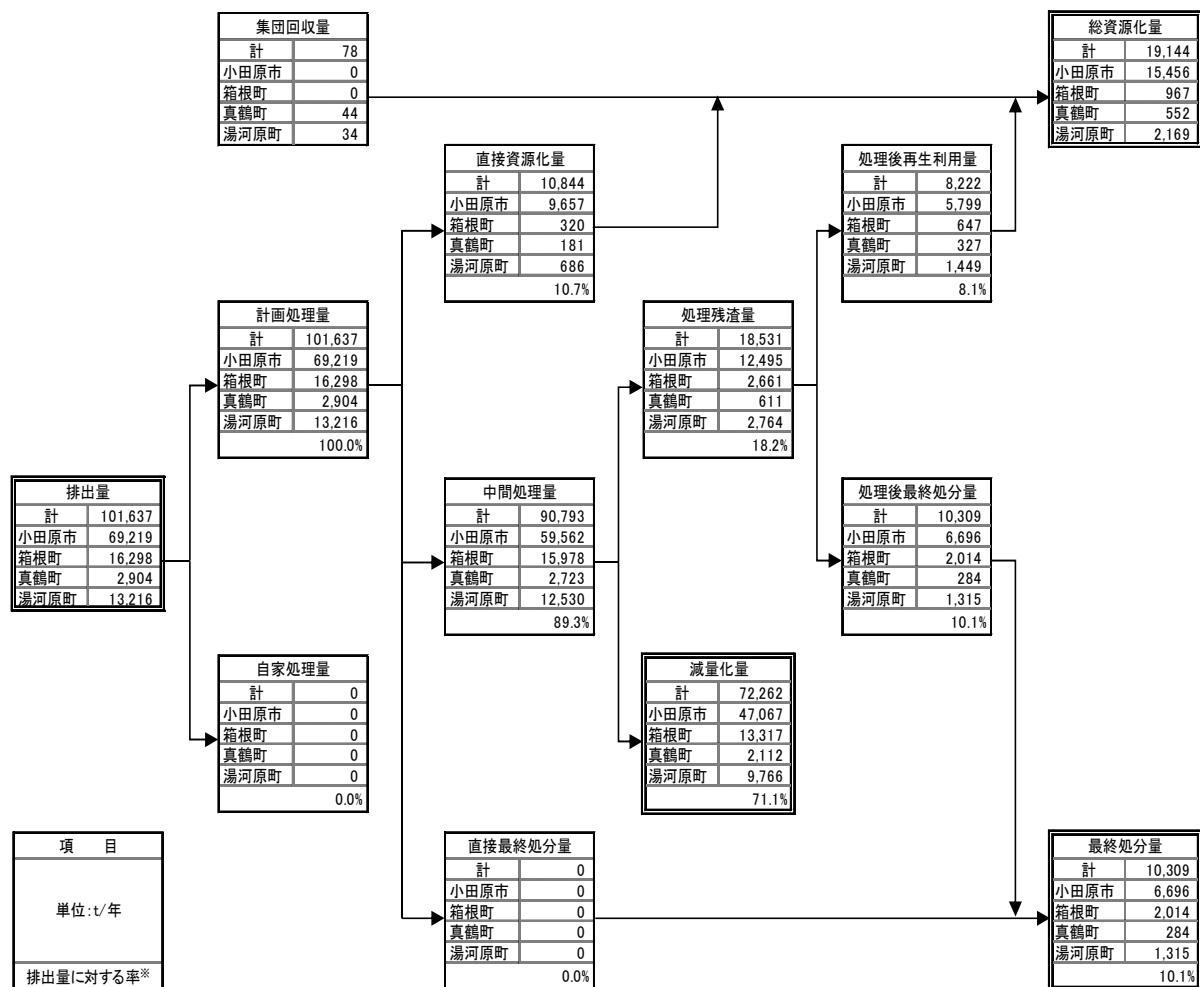 集団回収量
計 78
小田原市 0
箱根町 0
真鶴町 44
湯河原町 34
総資源化量
計 19,144
小田原市 15,456
箱根町 967
真鶴町 552
湯河原町 2,169
直接資源化量
計 10,844
小田原市 9,657
箱根町 320
真鶴町 181
湯河原町 686
10.7%
処理後再生利用量
計 8,222
小田原市 5,799
箱根町 647
真鶴町 327
湯河原町 1,449
8.1%
計画処理量
計 101,637
小田原市 69,219
箱根町 16,298
真鶴町 2,904
湯河原町 13,216
100.0%
処理残渣量
計 18,531
小田原市 12,495
箱根町 2,661
真鶴町 611
湯河原町 2,764
18.2%
排出量
計 101,637
小田原市 69,219
箱根町 16,298
真鶴町 2,904
湯河原町 13,216
中間処理量
計 90,793
小田原市 59,562
箱根町 15,978
真鶴町 2,723
湯河原町 12,530
89.3%
処理後最終処分量
計 10,309
小田原市 6,696
箱根町 2,014
真鶴町 284
湯河原町 1,315
10.1%
自家処理量
計 0
小田原市 0
箱根町 0
真鶴町 0
湯河原町 0
0.0%
減量化量
計 72,262
小田原市 47,067
箱根町 13,317
真鶴町 2,112
湯河原町 9,766
71.1%
項 目
単位:t/年
排出量に対する率※
直接最終処分量
計 0
小田原市 0
箱根町 0
真鶴町 0
湯河原町 0
0.0%
最終処分量
計 10,309
小田原市 6,696
箱根町 2,014
真鶴町 284
湯河原町 1,315
10.1%